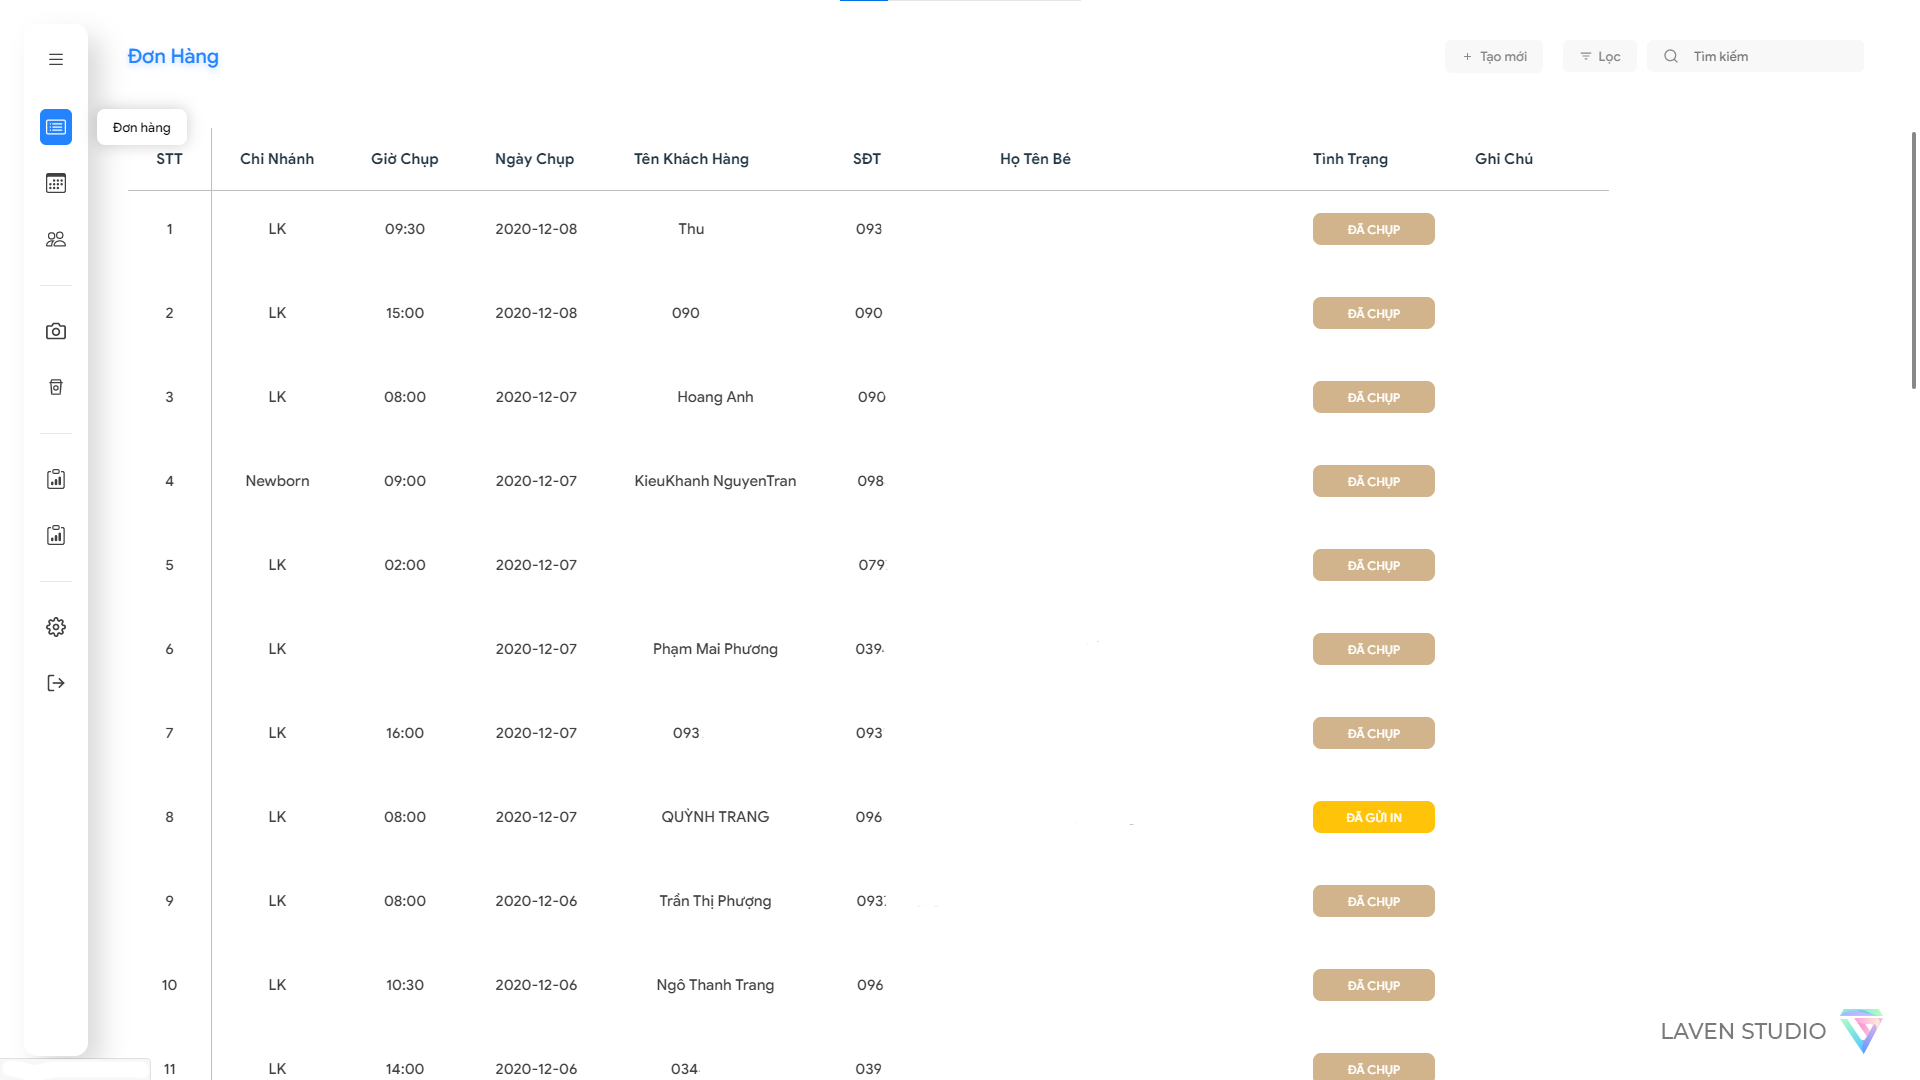 Đơn Hàng
+ Tạo mới
Lọc
Tìm kiếm
Đơn hàng
STT Chi Nhánh Giờ Chụp Ngày Chụp Tên Khách Hàng SĐT Họ Tên Bé Tình Trạng Ghi Chú
1 LK 09:30 2020-12-08 Thu 093 ĐÃ CHỤP
2 LK 15:00 2020-12-08 090 090 ĐÃ CHỤP
3 LK 08:00 2020-12-07 Hoang Anh 090 ĐÃ CHỤP
4 Newborn 09:00 2020-12-07 KieuKhanh NguyenTran 098 ĐÃ CHỤP
5 LK 02:00 2020-12-07 079 ĐÃ CHỤP
6 LK 2020-12-07 Phạm Mai Phương 039 ĐÃ CHỤP
7 LK 16:00 2020-12-07 093 093 ĐÃ CHỤP
8 LK 08:00 2020-12-07 QUỲNH TRANG 096 ĐÃ GỬI IN
9 LK 08:00 2020-12-06 Trần Thị Phượng 093 ĐÃ CHỤP
10 LK 10:30 2020-12-06 Ngô Thanh Trang 096 ĐÃ CHỤP
11 LK 14:00 2020-12-06 034 039 ĐÃ CHỤP
LAVEN STUDIO